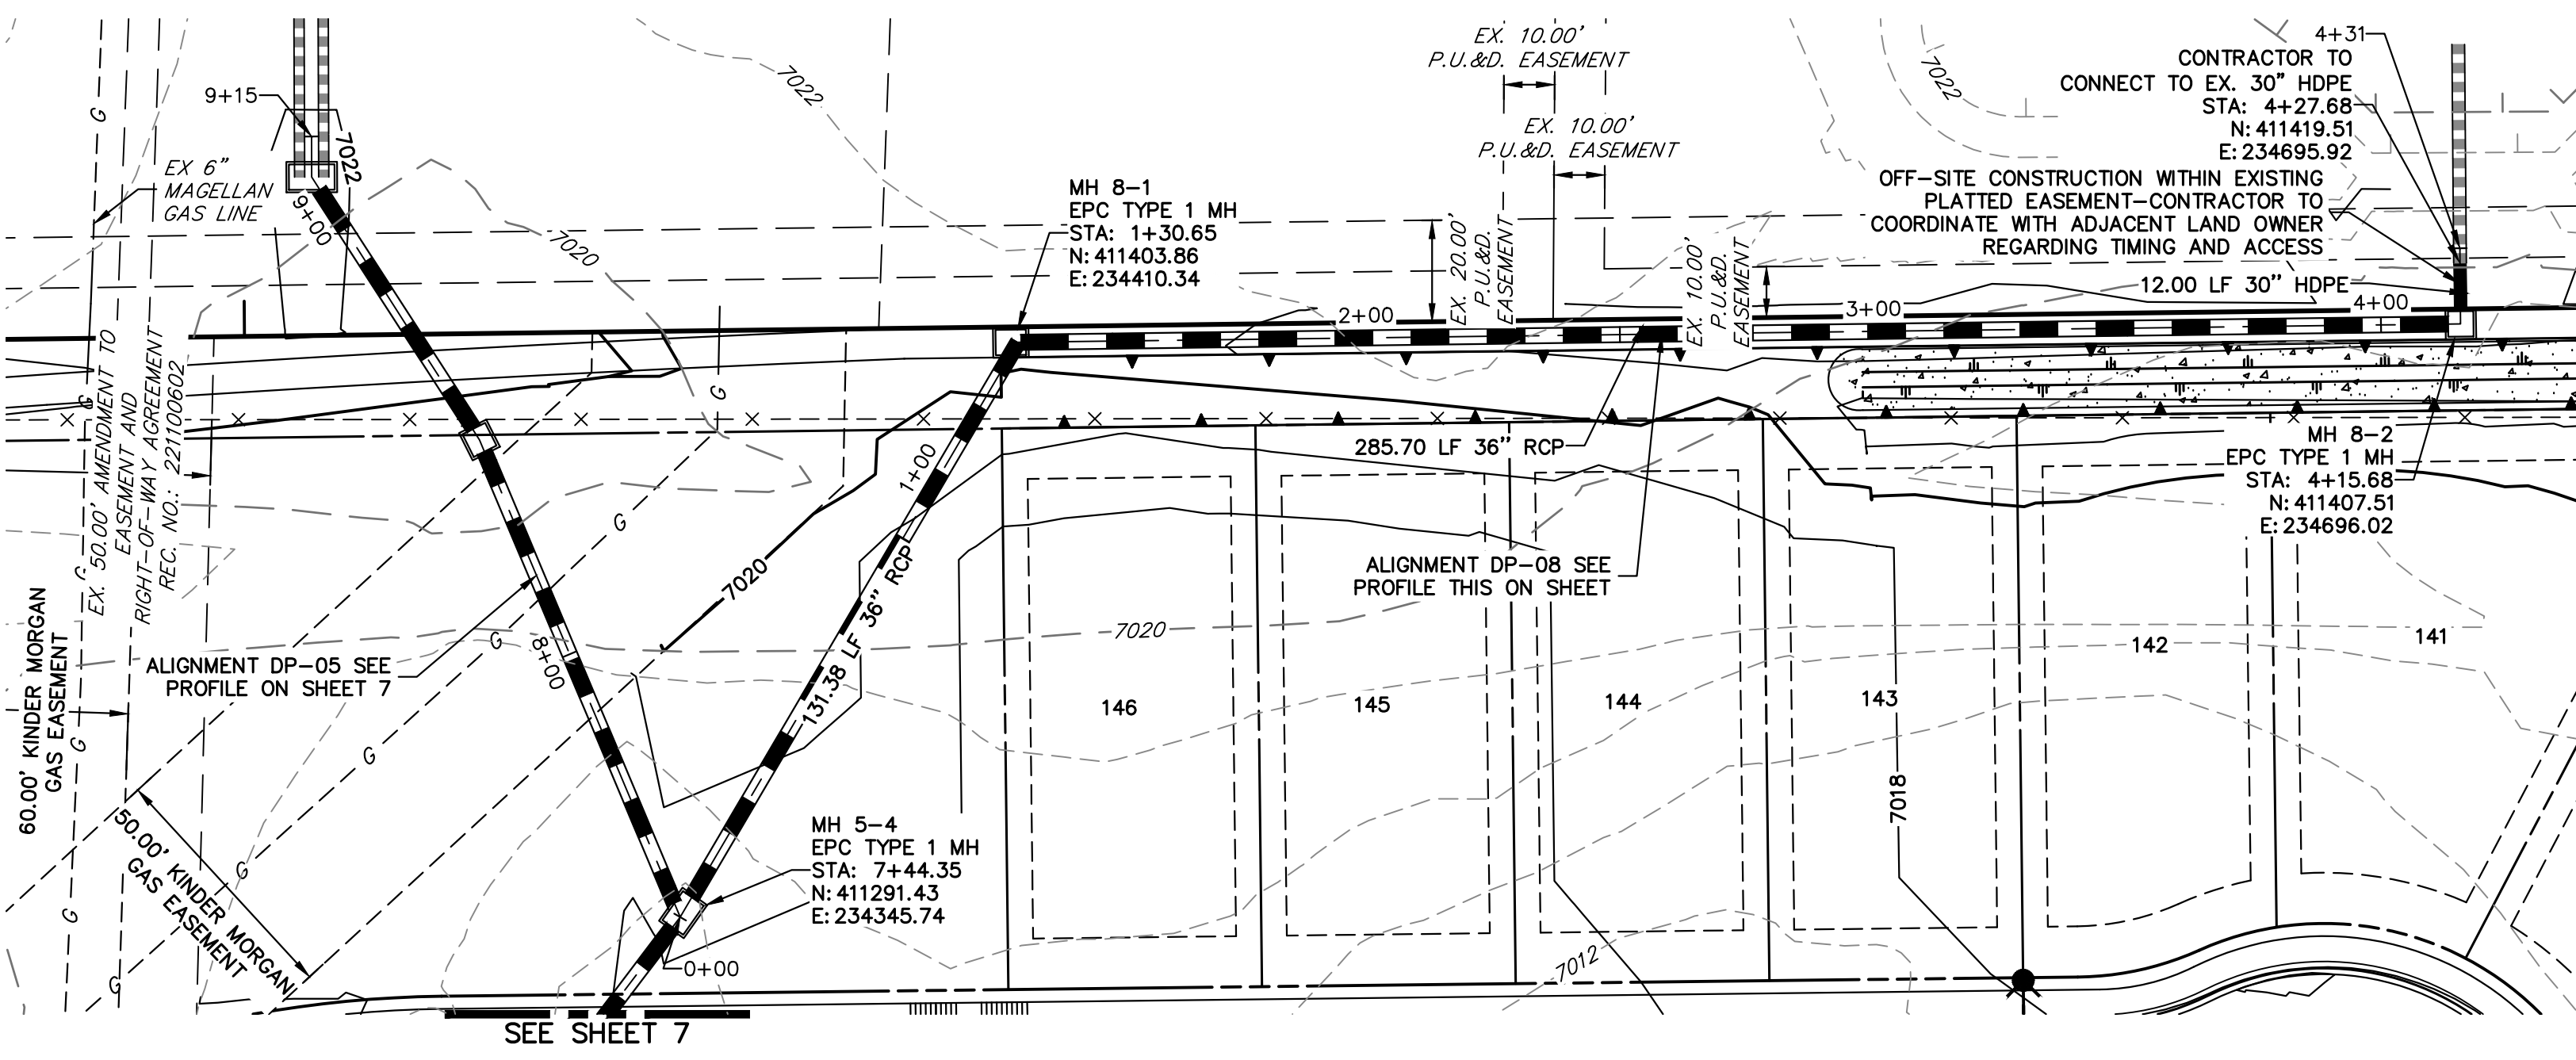 EX. 10.00'
P.U.&D. EASEMENT
EX. 10.00'
P.U.&D. EASEMENT
7022
7022
4+31
CONTRACTOR TO
CONNECT TO EX. 30" HDPE
STA: 4+27.68
N: 411419.51
E: 234695.92
OFF-SITE CONSTRUCTION WITHIN EXISTING
PLATTED EASEMENT-CONTRACTOR TO
COORDINATE WITH ADJACENT LAND OWNER
REGARDING TIMING AND ACCESS
12.00 LF 30" HDPE
9+15
7022
EX 6"
MAGELLAN
GAS LINE
9+00
7020
MH 8-1
EPC TYPE 1 MH
STA: 1+30.65
N: 411403.86
E: 234410.34
EX. 20.00'
P.U.&D.
EASEMENT
EX. 10.00'
P.U.&D.
EASEMENT
2+00
3+00
4+00
G
G
G
EX. 50.00' AMENDMENT TO
EASEMENT AND
RIGHT-OF-WAY AGREEMENT
REC. NO.: 221100602
1+00
285.70 LF 36" RCP
MH 8-2
EPC TYPE 1 MH
STA: 4+15.68
N: 411407.51
E: 234696.02
G
G
G
7020
131.38 LF 36" RCP
ALIGNMENT DP-08 SEE
PROFILE THIS ON SHEET
60.00' KINDER MORGAN
GAS EASEMENT
ALIGNMENT DP-05 SEE
PROFILE ON SHEET 7
8+00
7020
146
145
144
143
142
141
7018
G
G
G
G
G
50.00' KINDER MORGAN
GAS EASEMENT
MH 5-4
EPC TYPE 1 MH
STA: 7+44.35
N: 411291.43
E: 234345.74
0+00
7012
SEE SHEET 7